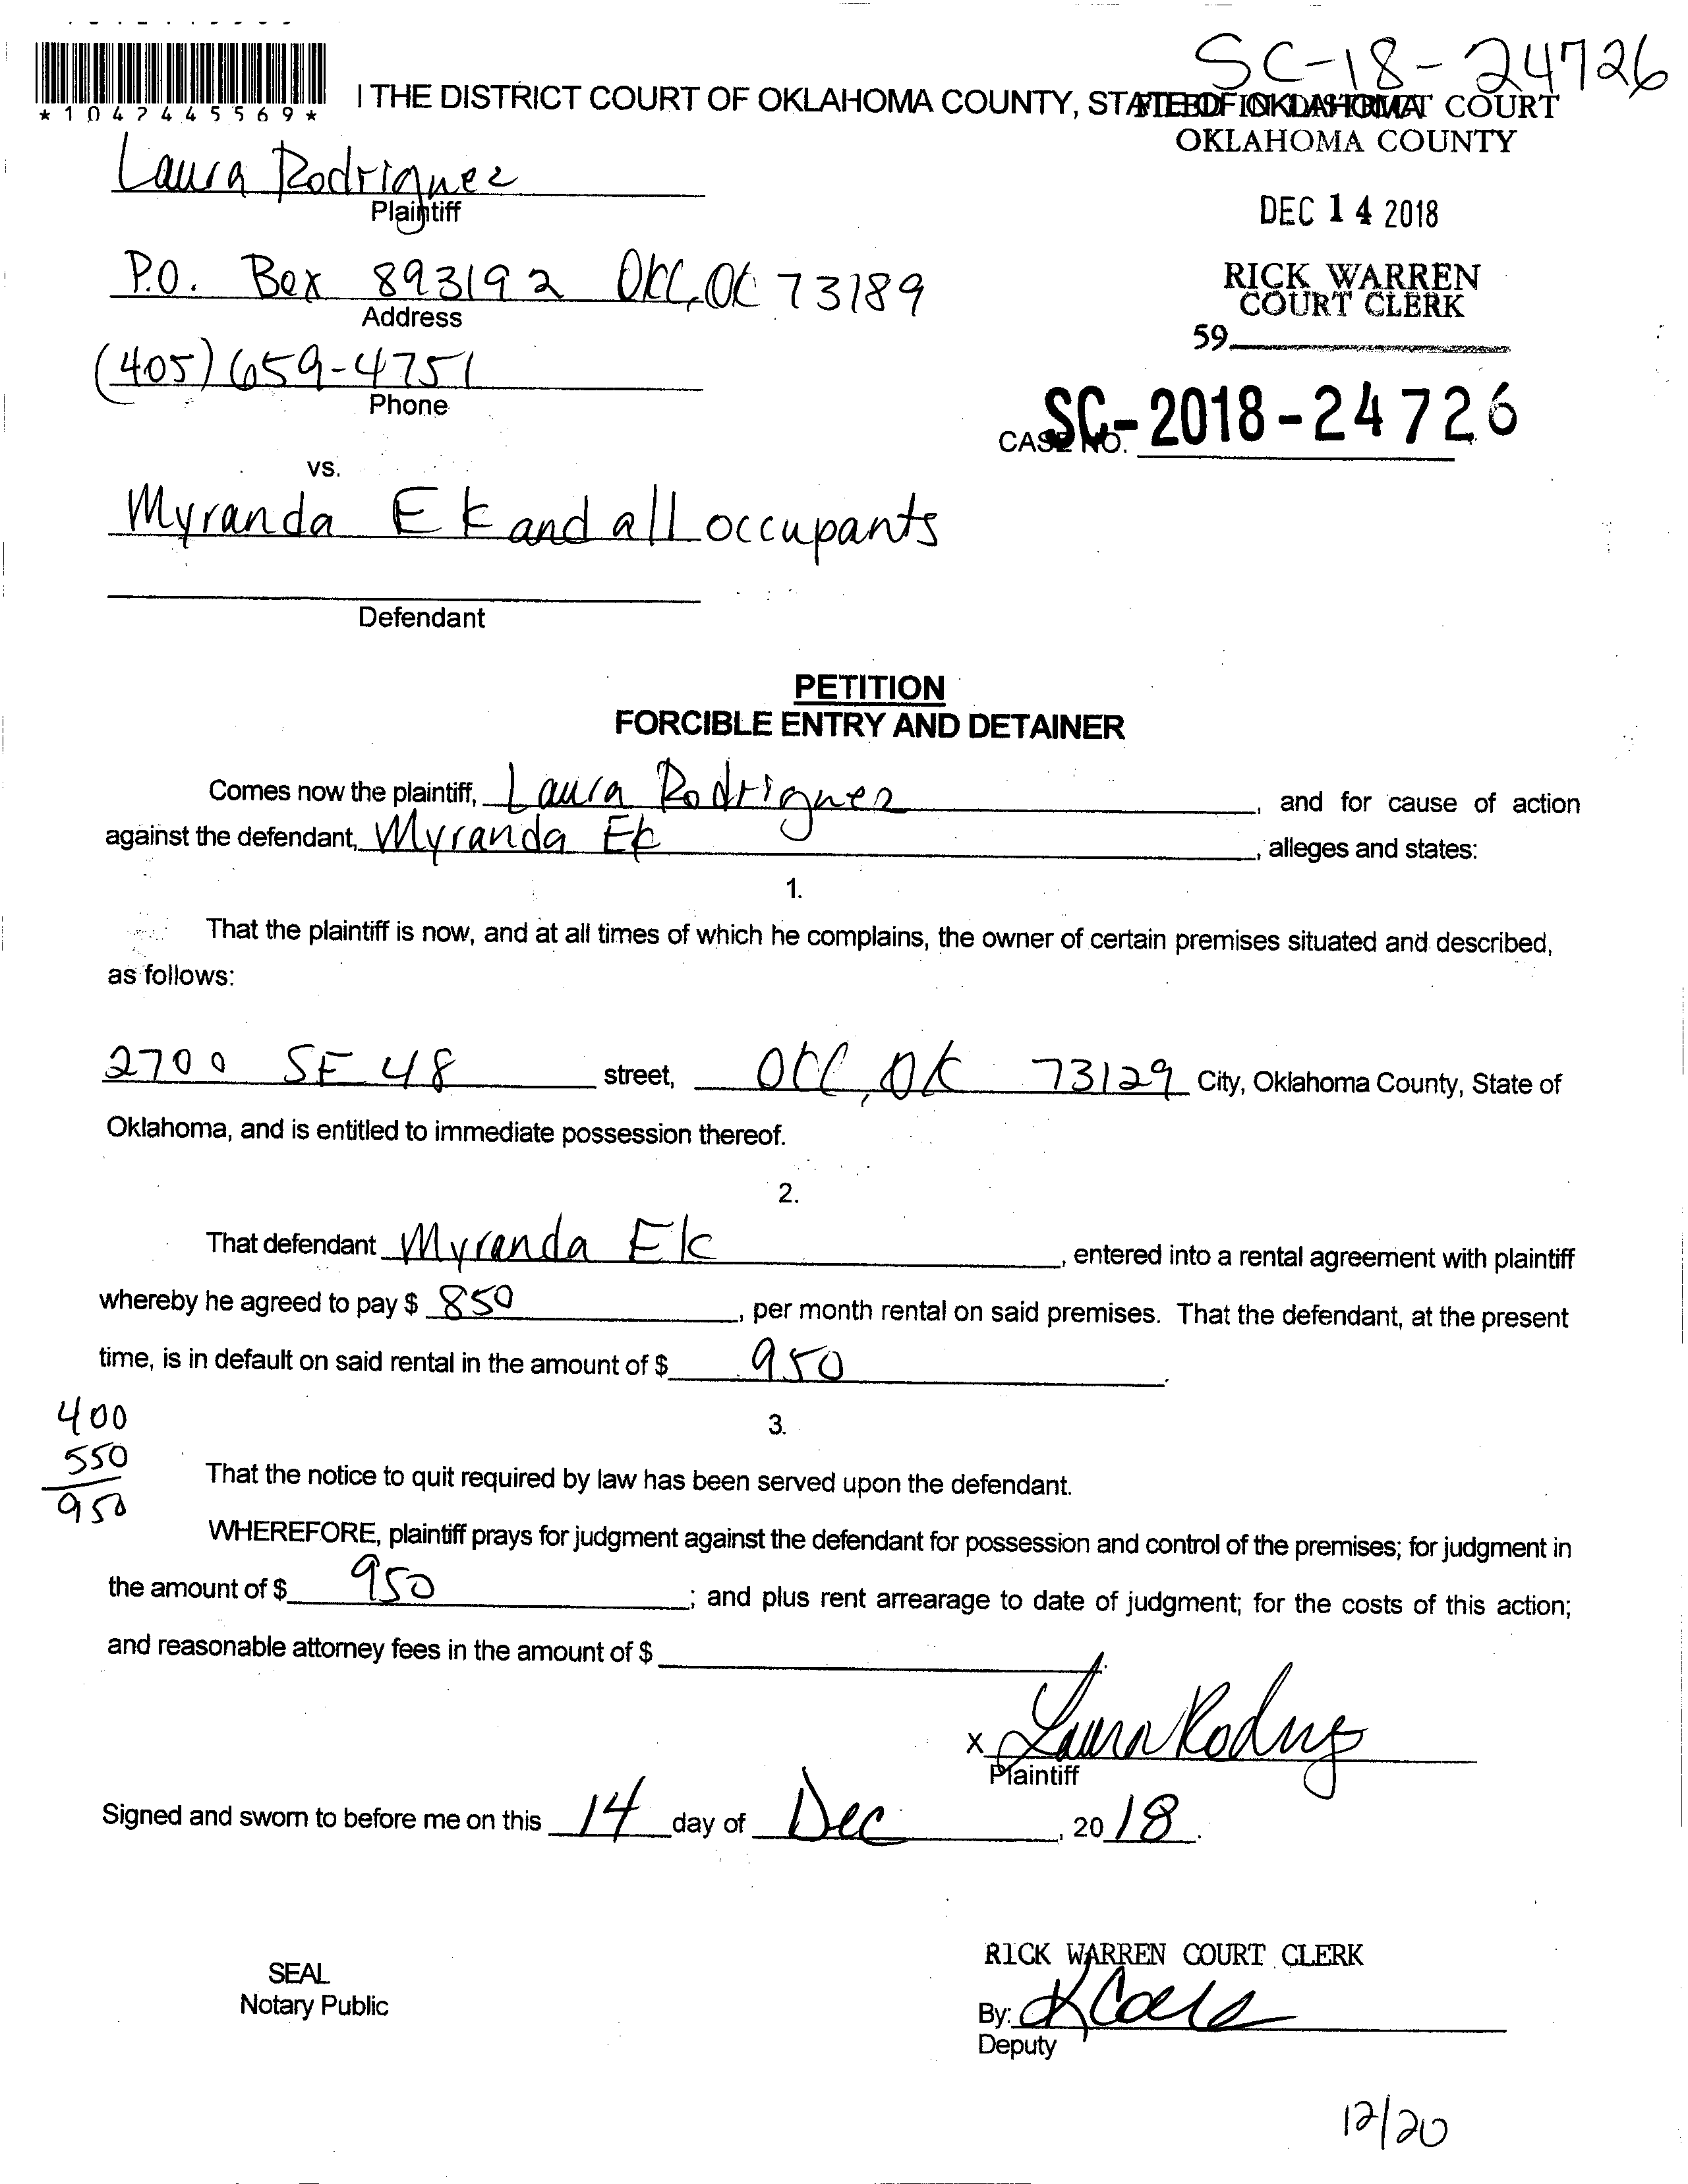 SC-18-24726
*1042445569*
I THE DISTRICT COURT OF OKLAHOMA COUNTY, STATE OF OKLAHOMA
FILED IN DISTRICT COURT
OKLAHOMA COUNTY
Laura Rodriguez
Plaintiff
DEC 14 2018
P.O. Box 893192 OKC, OK 73189
Address
RICK WARREN
COURT CLERK
59
(405) 659-4751
Phone
CASE NO. SC-2018-24726
vs.
Myranda Ek and all occupants
Defendant
PETITION
FORCIBLE ENTRY AND DETAINER
Comes now the plaintiff, Laura Rodriguez, and for cause of action
against the defendant, Myranda Ek, alleges and states:
1.
That the plaintiff is now, and at all times of which he complains, the owner of certain premises situated and described,
as follows:
2700 SE 48 street, OKC, OK 73129 City, Oklahoma County, State of
Oklahoma, and is entitled to immediate possession thereof.
2.
That defendant Myranda Ek, entered into a rental agreement with plaintiff
whereby he agreed to pay $ 850, per month rental on said premises. That the defendant, at the present
time, is in default on said rental in the amount of $ 950.
400
550
950
3.
That the notice to quit required by law has been served upon the defendant.
WHEREFORE, plaintiff prays for judgment against the defendant for possession and control of the premises; for judgment in
the amount of $ 950; and plus rent arrearage to date of judgment; for the costs of this action;
and reasonable attorney fees in the amount of $
x Laura Rodrig
Plaintiff
Signed and sworn to before me on this 14 day of Dec, 2018.
SEAL
Notary Public
RICK WARREN COURT CLERK
By:
Deputy
12/20